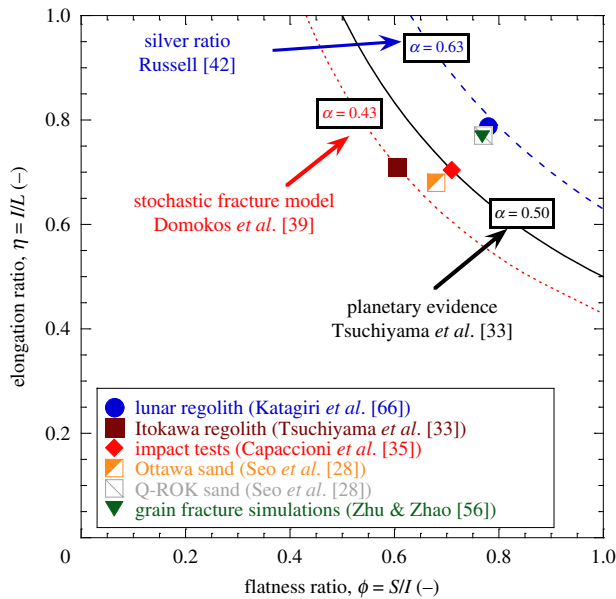 1.0
0.8
0.6
0.4
0.2
0
0.2
0.4
0.6
0.8
1.0
elongation ratio, η = I/L (–)
flatness ratio, ϕ = S/I (–)
silver ratio
Russell [42]
α = 0.63
α = 0.43
stochastic fracture model
Domokos et al. [39]
α = 0.50
planetary evidence
Tsuchiyama et al. [33]
lunar regolith (Katagiri et al. [66])
Itokawa regolith (Tsuchiyama et al. [33])
impact tests (Capaccioni et al. [35])
Ottawa sand (Seo et al. [28])
Q-ROK sand (Seo et al. [28])
grain fracture simulations (Zhu & Zhao [56])